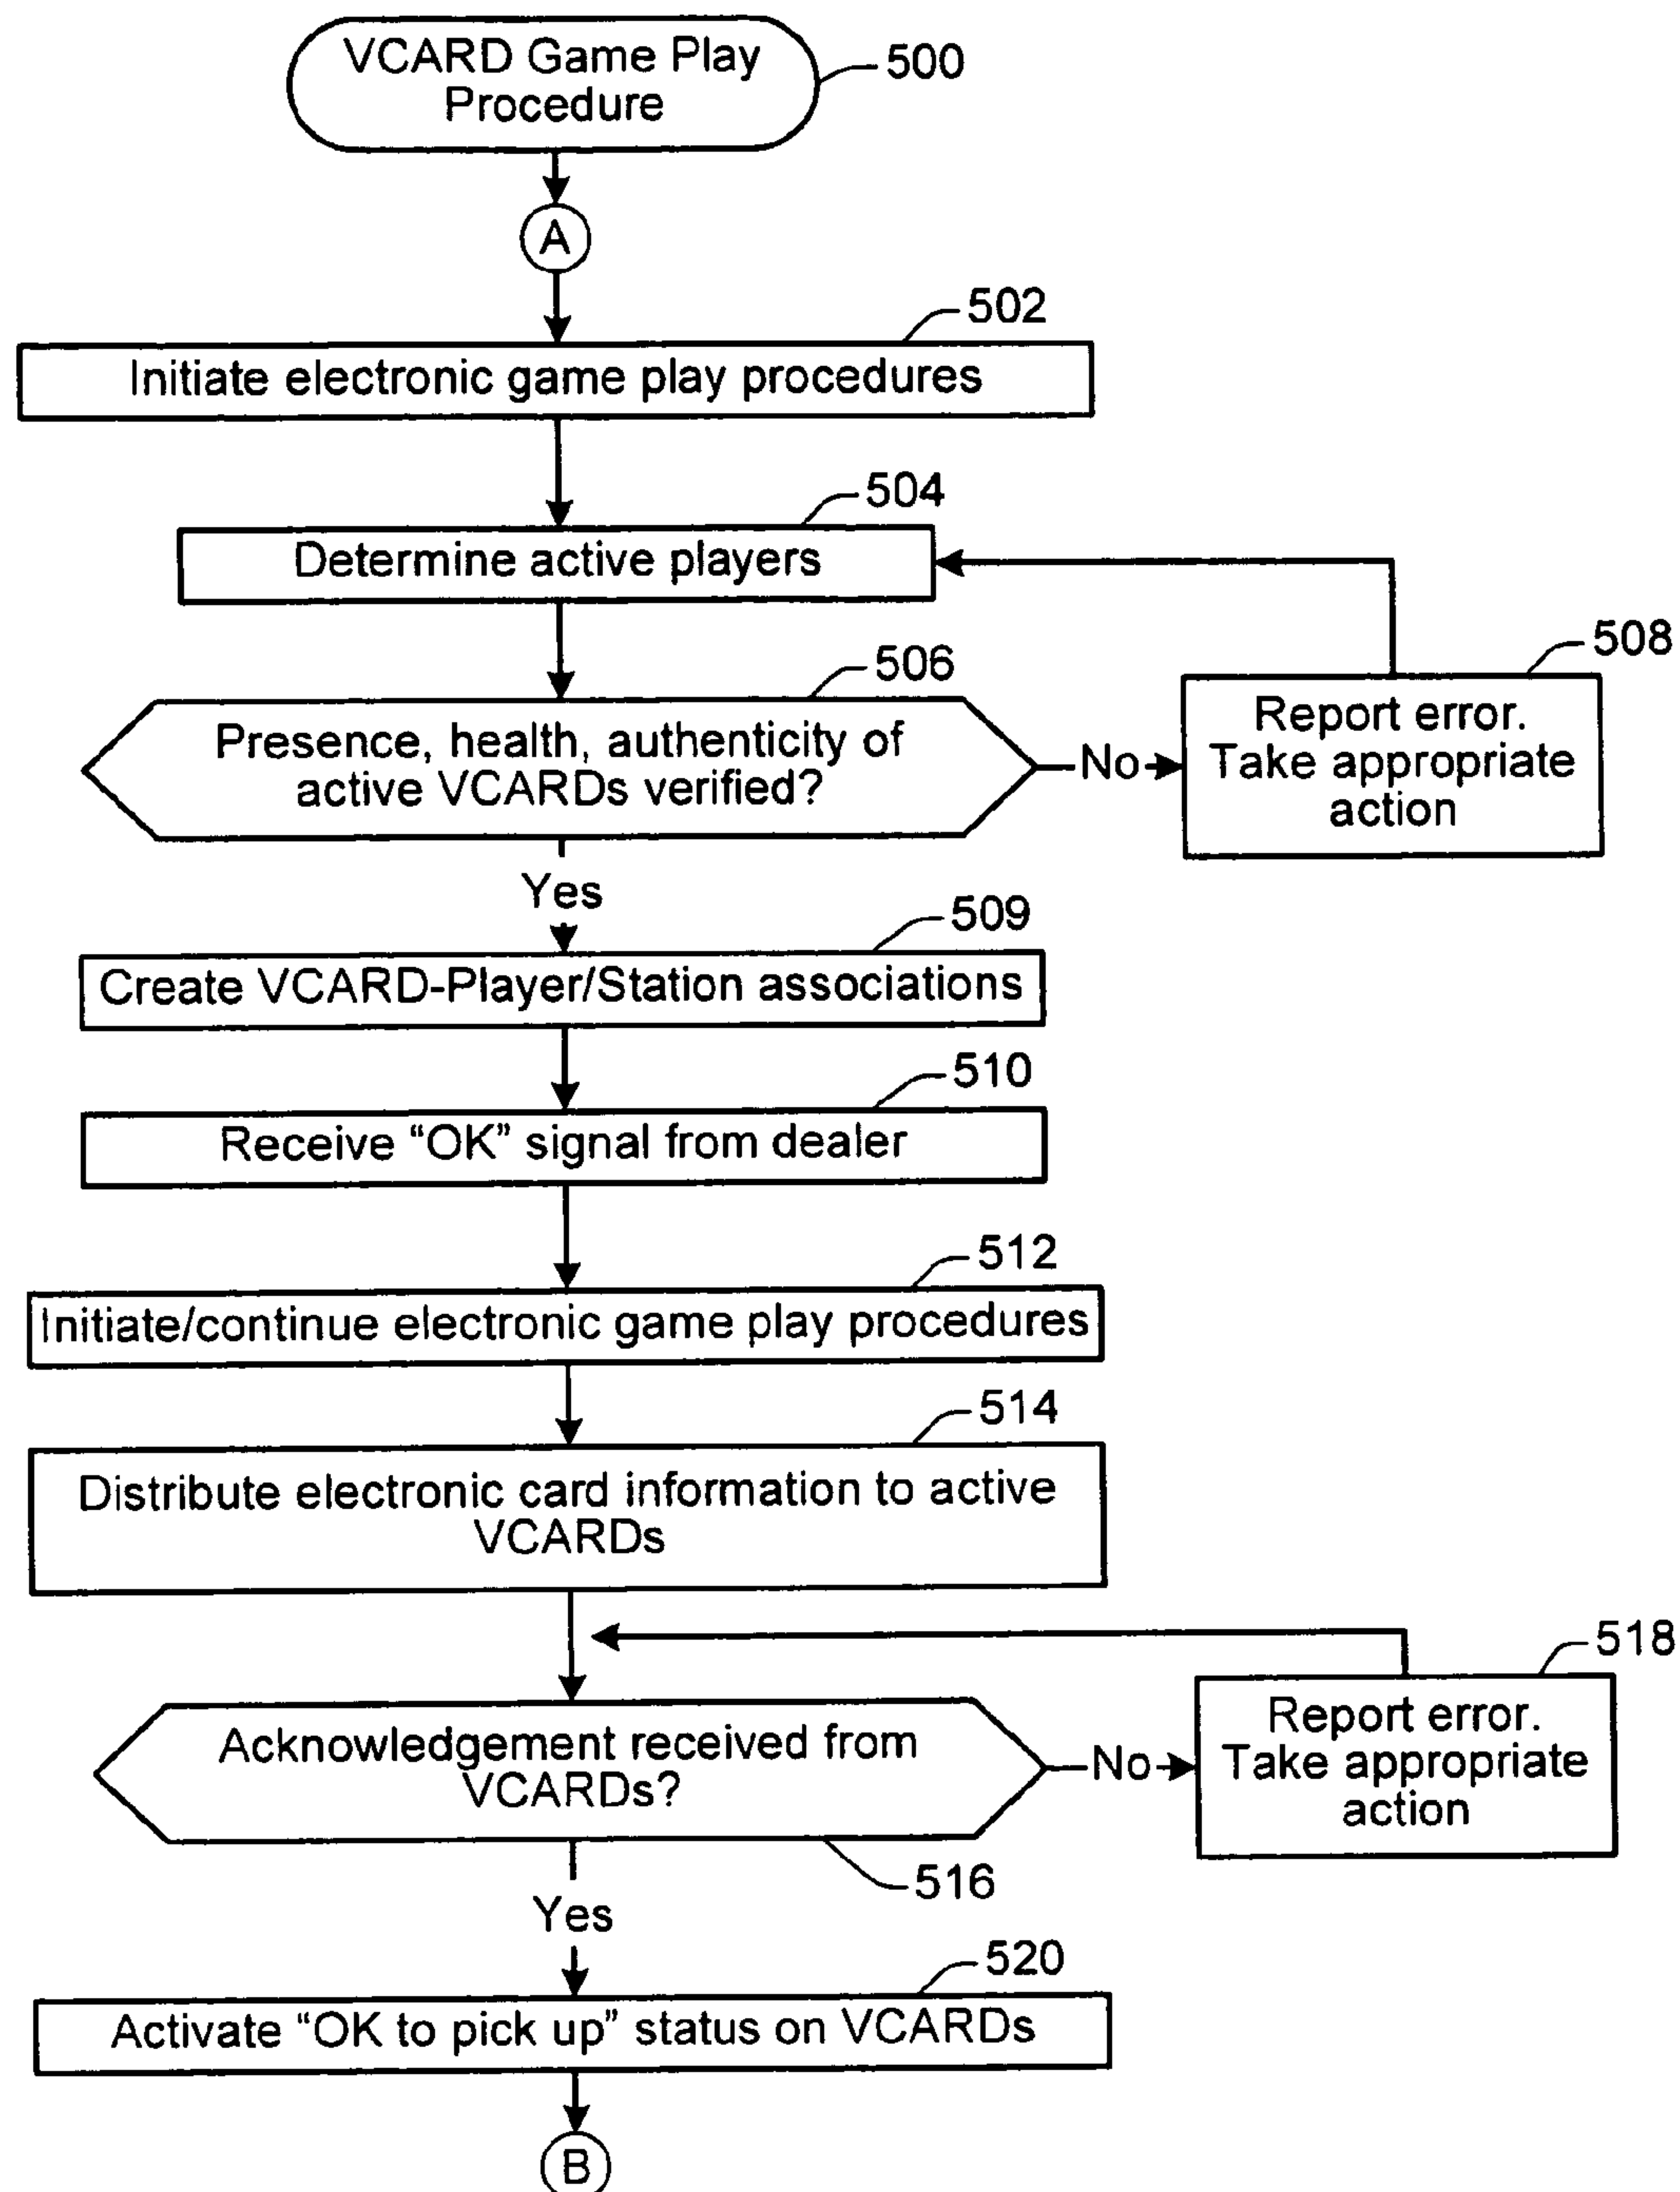 VCARD Game Play
Procedure
500
A
502
Initiate electronic game play procedures
504
Determine active players
506
Presence, health, authenticity of
active VCARDs verified?
No
508
Report error.
Take appropriate
action
Yes
509
Create VCARD-Player/Station associations
510
Receive “OK” signal from dealer
512
Initiate/continue electronic game play procedures
514
Distribute electronic card information to active
VCARDs
Acknowledgement received from
VCARDs?
516
No
518
Report error.
Take appropriate
action
Yes
520
Activate “OK to pick up” status on VCARDs
B